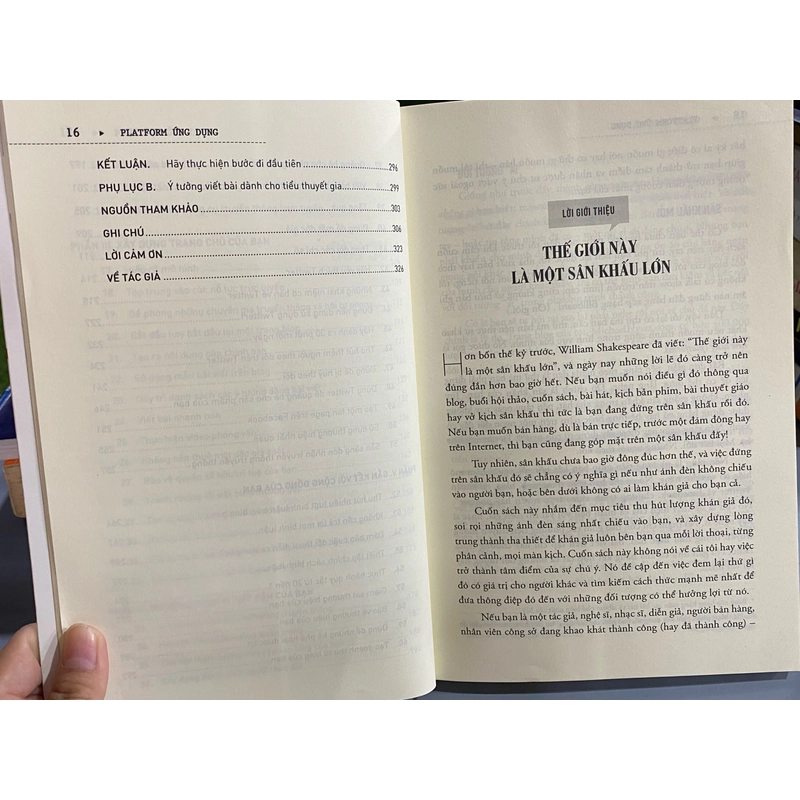 16 ▶ PLATFORM ỨNG DỤNG
KẾT LUẬN. Hãy thực hiện bước đi đầu tiên 296
PHỤ LỤC B. Ý tưởng viết bài dành cho tiểu thuyết gia 299
NGUỒN THAM KHẢO 303
GHI CHÚ 306
LỜI CẢM ƠN 323
VỀ TÁC GIẢ 326
LỜI GIỚI THIỆU
THẾ GIỚI NÀY
LÀ MỘT SÂN KHẤU LỚN
Hơn bốn thế kỷ trước, William Shakespeare đã viết: “Thế giới này
là một sân khấu lớn”, và ngày nay những lời lẽ đó càng trở nên
đúng đắn hơn bao giờ hết. Nếu bạn muốn nói điều gì đó thông qua
blog, buổi hội thảo, cuốn sách, bài hát, kịch bản phim, bài thuyết giáo
hay vở kịch sân khấu thì tức là bạn đang đứng trên sân khấu rồi đó.
Nếu bạn muốn bán hàng, dù là bán trực tiếp, trước một đám đông hay
trên Internet, thì bạn cũng đang góp mặt trên một sân khấu đấy!
Tuy nhiên, sân khấu chưa bao giờ đông đúc hơn thế, và việc đứng
trên sân khấu đó sẽ chẳng có ý nghĩa gì nếu như ánh đèn không chiếu
vào người bạn, hoặc bên dưới không có ai làm khán giả cho bạn cả.
Cuốn sách này nhắm đến mục tiêu thu hút lượng khán giả đó,
soi rọi những ánh đèn sáng nhất chiếu vào bạn, và xây dựng lòng
trung thành tha thiết để khán giả luôn bên bạn qua mỗi lời thoại, từng
phân cảnh, mọi màn kịch. Cuốn sách này không nói về cái tôi hay việc
trở thành tâm điểm của sự chú ý. Nó đề cập đến việc đem lại thứ gì
đó có giá trị cho người khác và tìm kiếm cách thức mạnh mẽ nhất để
đưa thông điệp đó đến với những đối tượng có thể hưởng lợi từ nó.
Nếu bạn là một tác giả, nghệ sĩ, nhạc sĩ, diễn giả, người bán hàng,
nhân viên công sở đang khao khát thành công (hay đã thành công) –